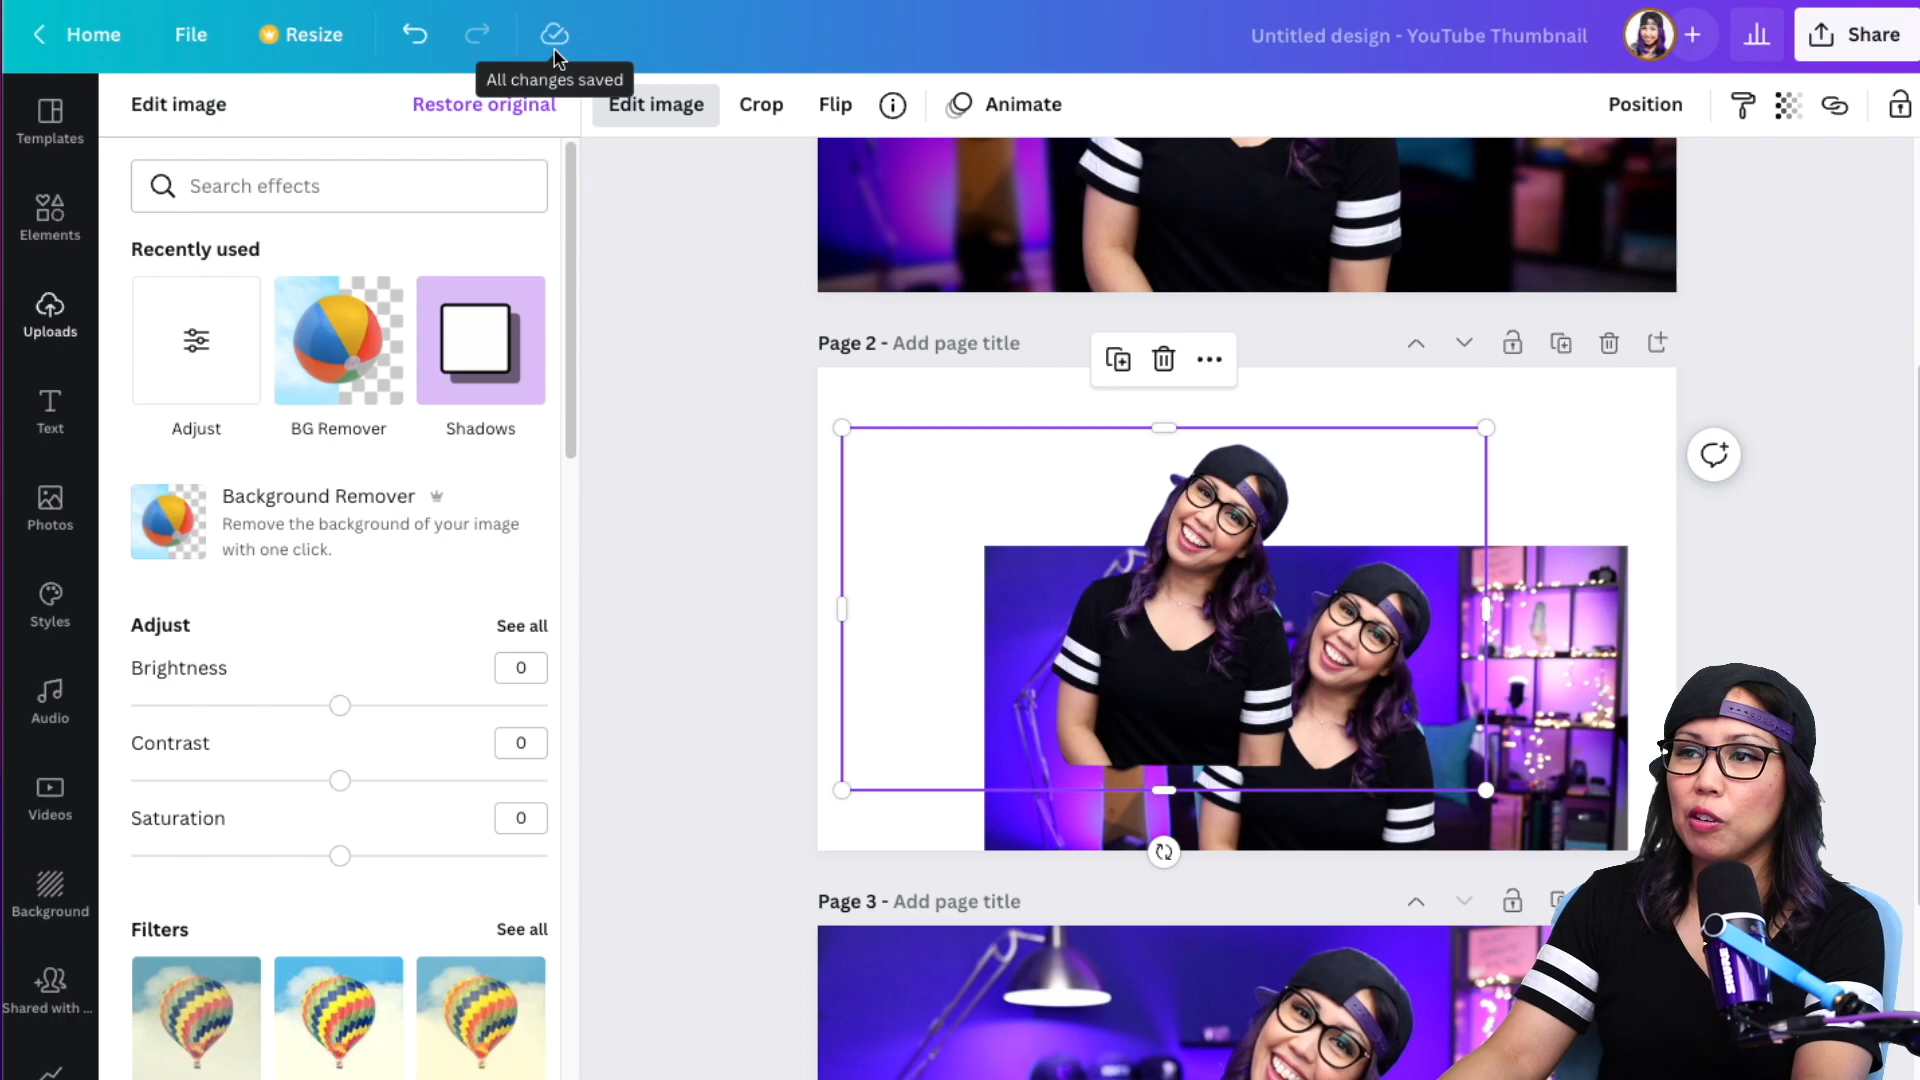 Home
File
Resize
Untitled design - YouTube Thumbnail
Share
All changes saved
Edit image
Restore original
Edit image
Crop
Flip
Animate
Position
Templates
Elements
Uploads
Text
Photos
Styles
Audio
Videos
Background
Shared with ...
Search effects
Recently used
Adjust
BG Remover
Shadows
Background Remover
Remove the background of your image
with one click.
Adjust
See all
Brightness
0
Contrast
0
Saturation
0
Filters
See all
Page 2 - Add page title
Page 3 - Add page title